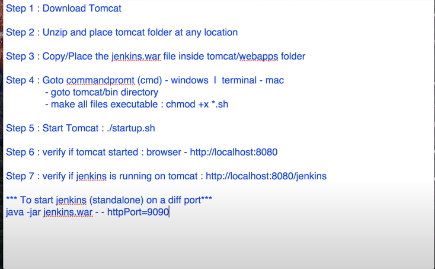 Step 1 : Download Tomcat
Step 2 : Unzip and place tomcat folder at any location
Step 3 : Copy/Place the jenkins.war file inside tomcat/webapps folder
Step 4 : Goto commandpromt (cmd) - windows I terminal - mac
- goto tomcat/bin directory
- make all files executable : chmod +x *.sh
Step 5 : Start Tomcat : ./startup.sh
Step 6 : verify if tomcat started : browser - http://localhost:8080
Step 7 : verify if jenkins is running on tomcat : http://localhost:8080/jenkins
*** To start jenkins (standalone) on a diff port***
java -jar jenkins.war - - httpPort=9090